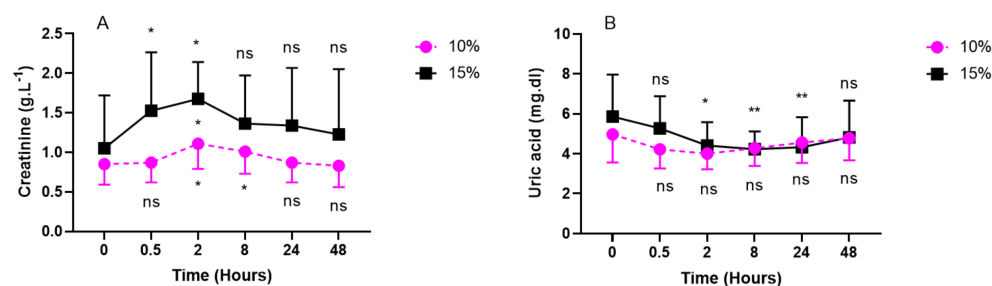 A
Creatinine (g.L⁻¹)
2.5
2.0
1.5
1.0
0.5
0.0
* * ns ns ns
*
ns * * ns ns
0 0.5 2 8 24 48
Time (Hours)
10%
15%
B
Uric acid (mg.dl)
10
8
6
4
2
0
ns * ** ** ns
ns ns ns ns ns
0 0.5 2 8 24 48
Time (Hours)
10%
15%